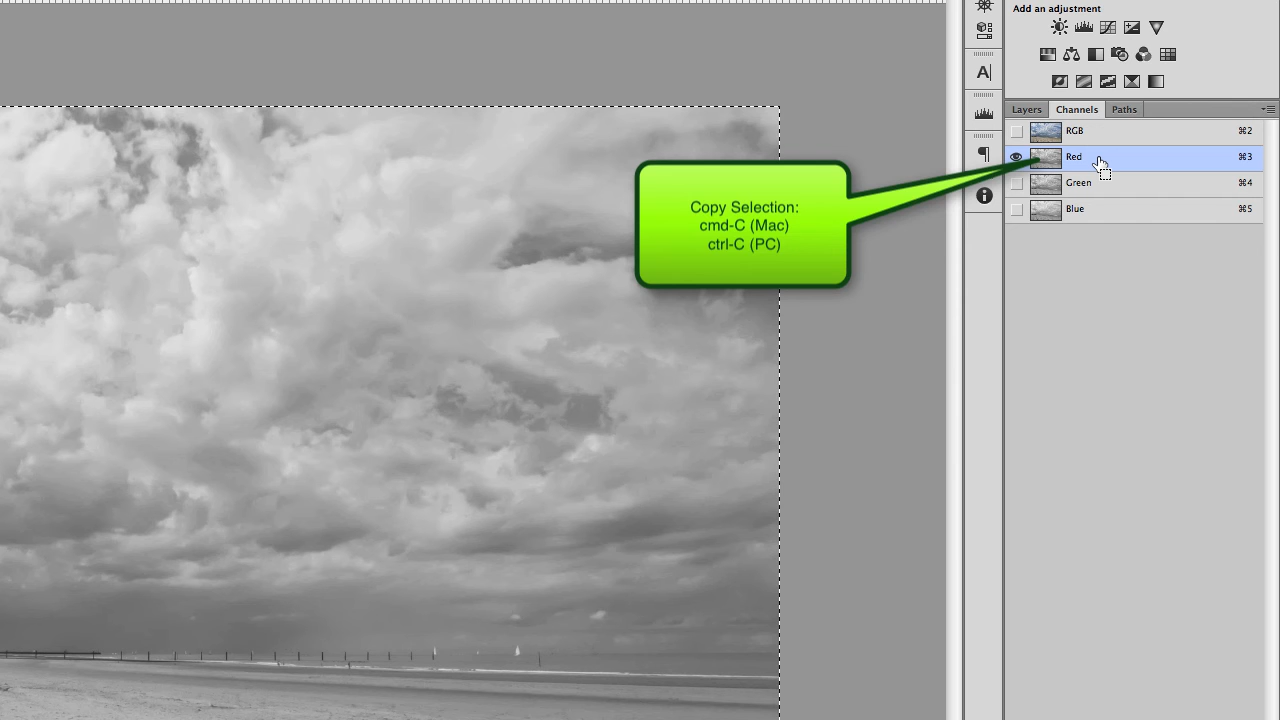 Add an adjustment
A|
Layers
Channels
Paths
RGB
⌘2
Red
⌘3
Green
⌘4
Blue
⌘5
Copy Selection:
cmd-C (Mac)
ctrl-C (PC)